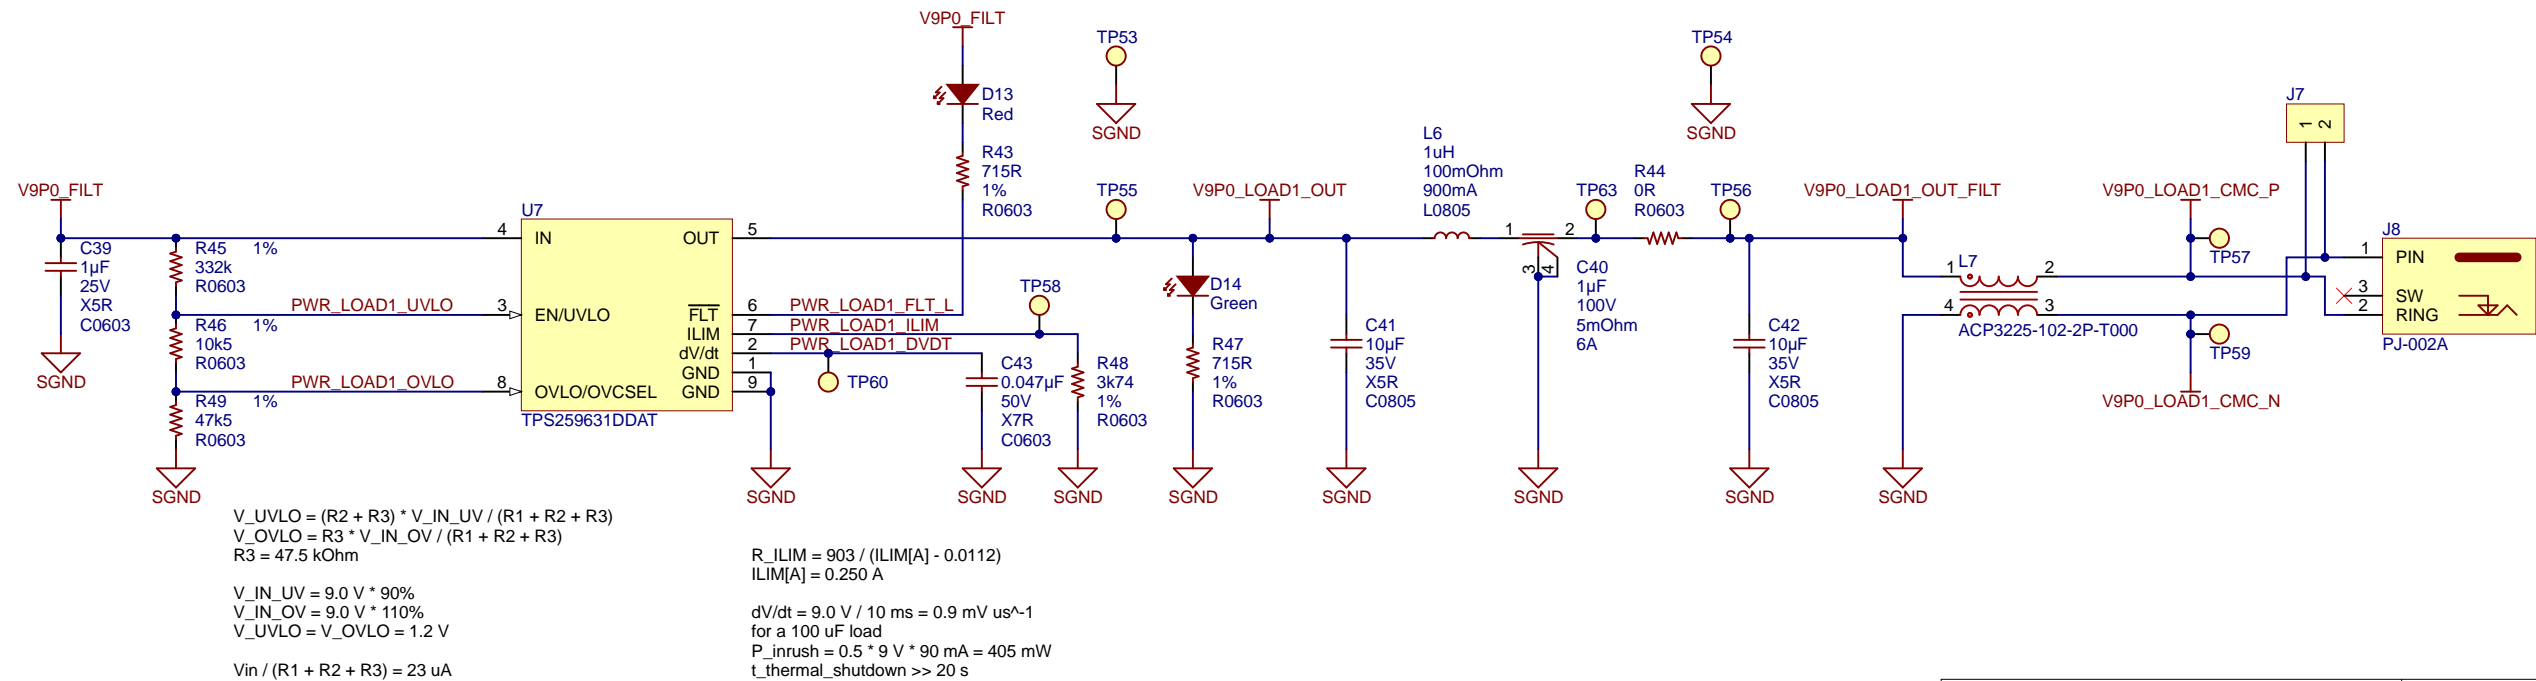 V9P0_FILT
TP53
TP54
D13
Red
J7
1
2
SGND
SGND
L6
1uH
100mOhm
900mA
L0805
R43
715R
1%
R0603
R44
0R
R0603
V9P0_FILT
TP55
V9P0_LOAD1_OUT
TP63
TP56
V9P0_LOAD1_OUT_FILT
V9P0_LOAD1_CMC_P
U7
4
IN
OUT
5
1
2
3
4
C39
1µF
25V
X5R
C0603
R45
1%
332k
R0603
TP57
J8
1
PIN
3
SW
2
RING
PJ-002A
D14
Green
C40
1µF
100V
5mOhm
6A
L7
1
2
4
3
ACP3225-102-2P-T000
TP58
PWR_LOAD1_UVLO
3
EN/UVLO
FLT
6
PWR_LOAD1_FLT_L
ILIM
7
PWR_LOAD1_ILIM
dV/dt
2
PWR_LOAD1_DVDT
GND
1
GND
9
R46
1%
10k5
R0603
TP59
TP60
PWR_LOAD1_OVLO
8
OVLO/OVCSEL
TPS259631DDAT
R49
1%
47k5
R0603
C43
0.047µF
50V
X7R
C0603
R48
3k74
1%
R0603
R47
715R
1%
R0603
C41
10µF
35V
X5R
C0805
C42
10µF
35V
X5R
C0805
V9P0_LOAD1_CMC_N
SGND
SGND
SGND
SGND
SGND
SGND
SGND
SGND
SGND
SGND
V_UVLO = (R2 + R3) * V_IN_UV / (R1 + R2 + R3)
V_OVLO = R3 * V_IN_OV / (R1 + R2 + R3)
R3 = 47.5 kOhm
V_IN_UV = 9.0 V * 90%
V_IN_OV = 9.0 V * 110%
V_UVLO = V_OVLO = 1.2 V
Vin / (R1 + R2 + R3) = 23 uA
R_ILIM = 903 / (ILIM[A] - 0.0112)
ILIM[A] = 0.250 A
dV/dt = 9.0 V / 10 ms = 0.9 mV us^-1
for a 100 uF load
P_inrush = 0.5 * 9 V * 90 mA = 405 mW
t_thermal_shutdown >> 20 s